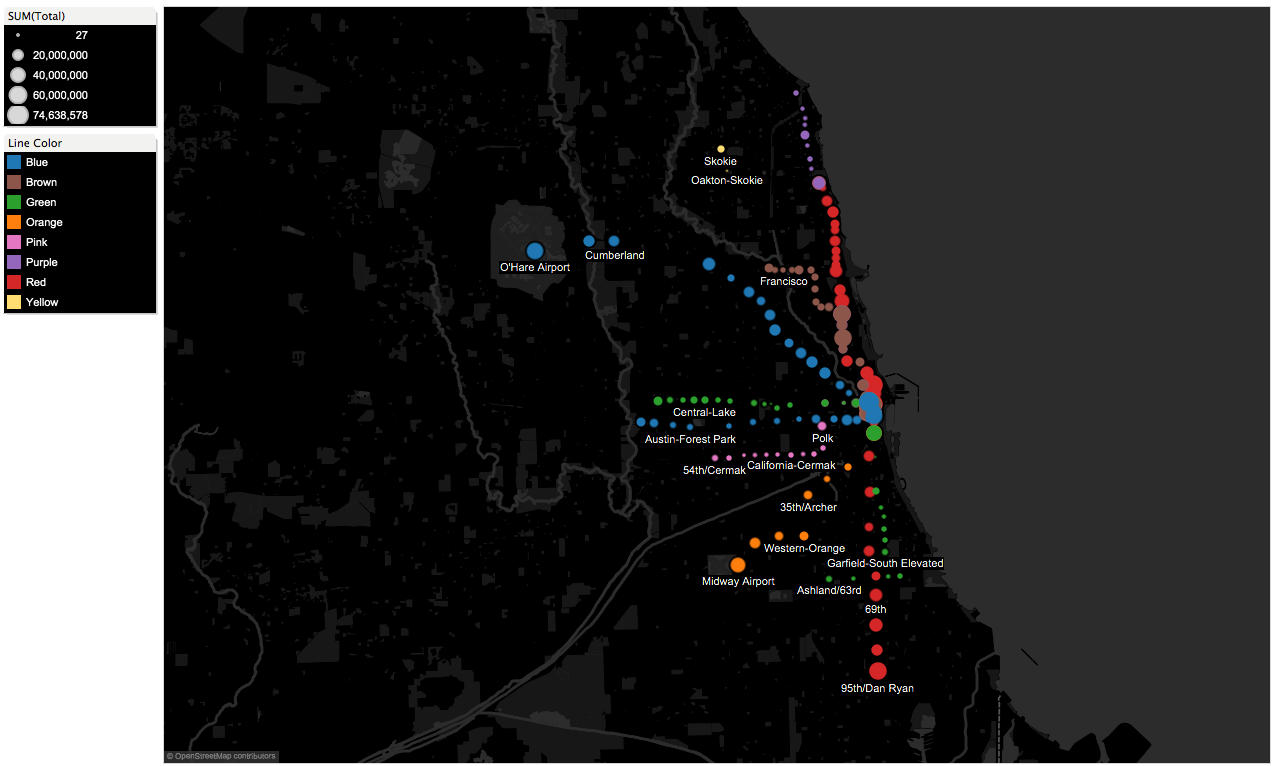 SUM(Total)
27
20,000,000
40,000,000
60,000,000
74,638,578
Line Color
Blue
Brown
Green
Orange
Pink
Purple
Red
Yellow
Skokie
Oakton-Skokie
Cumberland
O'Hare Airport
Francisco
Central-Lake
Austin-Forest Park
Polk
54th/Cermak
California-Cermak
35th/Archer
Western-Orange
Garfield-South Elevated
Midway Airport
Ashland/63rd
69th
95th/Dan Ryan
© OpenStreetMap contributors